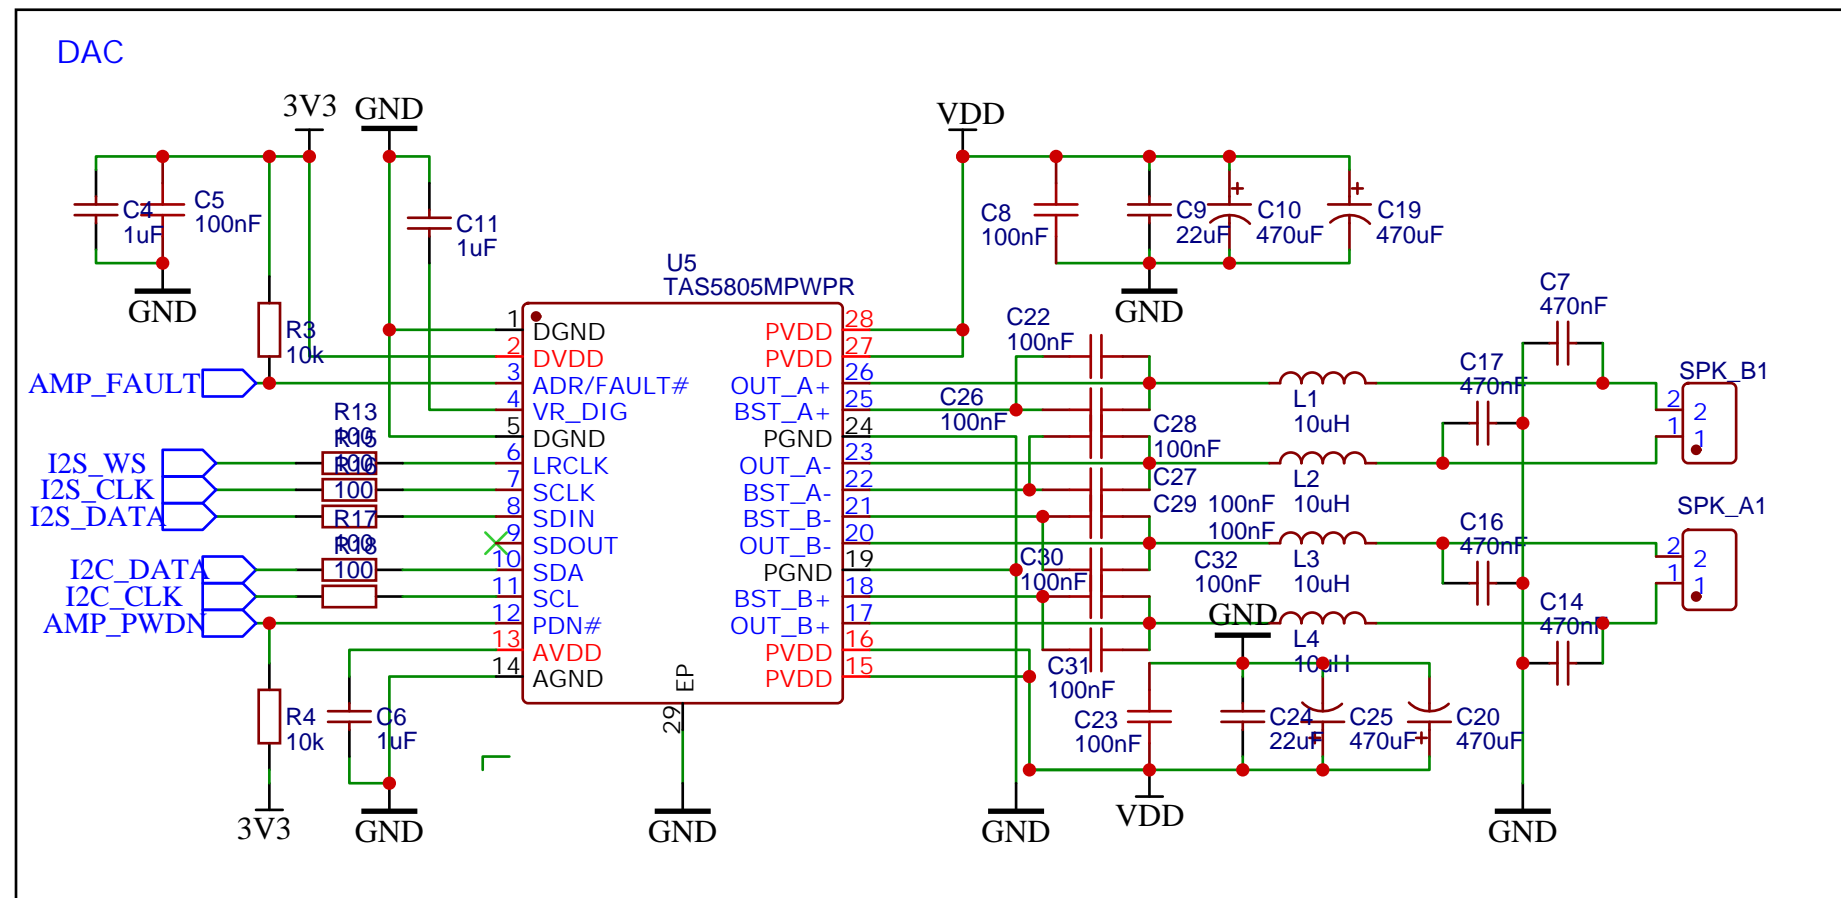 DAC
3V3
GND
VDD
C4
1uF
C5
100nF
GND
C11
1uF
R3
10k
U5
TAS5805MPWPR
C8
100nF
C9
22uF
C10
470uF
C19
470uF
GND
C7
470nF
AMP_FAULT
I2S_WS
I2S_CLK
I2S_DATA
I2C_DATA
I2C_CLK
AMP_PWDN
R13
100
R15
100
R16
100
R17
100
R18
100
1 DGND
2 DVDD
3 ADR/FAULT#
4 VR_DIG
5 DGND
6 LRCLK
7 SCLK
8 SDIN
9 SDOUT
10 SDA
11 SCL
12 PDN#
13 AVDD
14 AGND
29 EP
PVDD 28
PVDD 27
OUT_A+ 26
BST_A+ 25
PGND 24
OUT_A- 23
BST_A- 22
BST_B- 21
OUT_B- 20
PGND 19
BST_B+ 18
OUT_B+ 17
PVDD 16
PVDD 15
C22
100nF
C26
100nF
C28
100nF
C27
100nF
C29
100nF
C30
100nF
C32
100nF
C31
100nF
L1
10uH
L2
10uH
L3
10uH
L4
10uH
C17
470nF
C16
470nF
C14
470nF
SPK_B1
2 2
1 1
SPK_A1
2 2
1 1
GND
C23
100nF
C24
22uF
C25
470uF
C20
470uF
R4
10k
C6
1uF
3V3
GND
GND
GND
VDD
GND